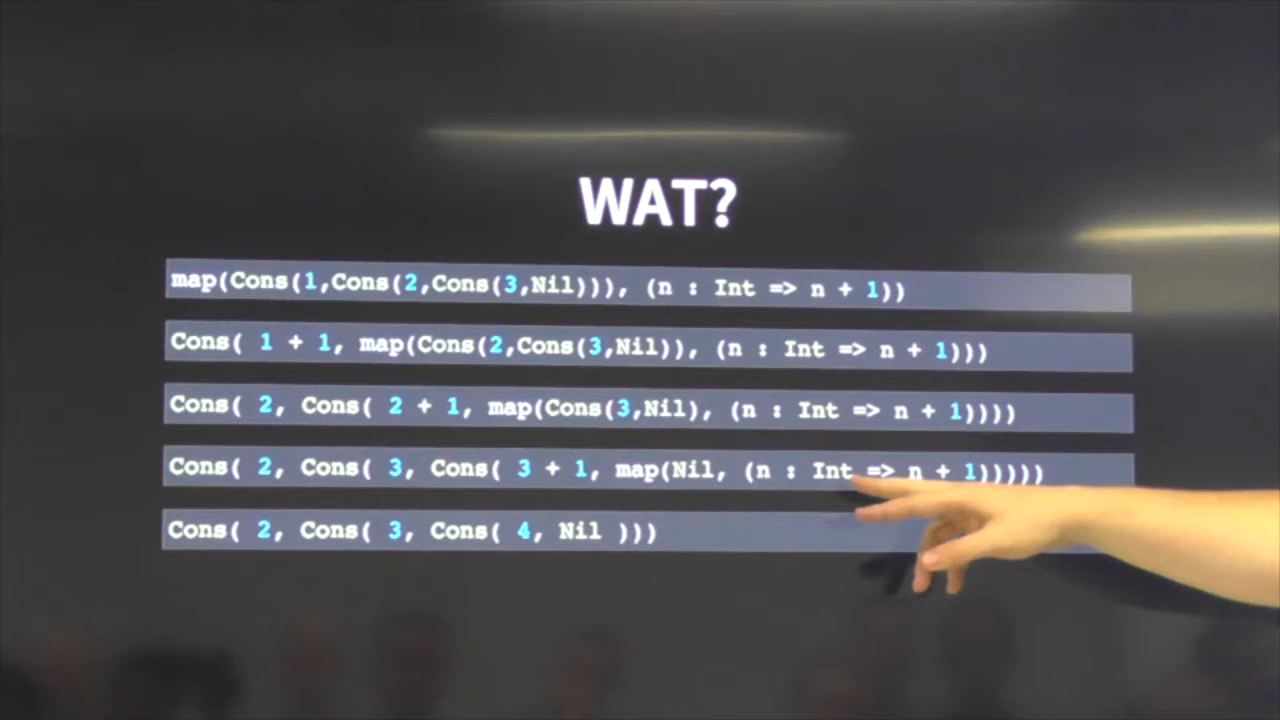 WAT?
map(Cons(1,Cons(2,Cons(3,Nil))), (n : Int => n + 1))
Cons( 1 + 1, map(Cons(2,Cons(3,Nil)), (n : Int => n + 1)))
Cons( 2, Cons( 2 + 1, map(Cons(3,Nil), (n : Int => n + 1))))
Cons( 2, Cons( 3, Cons( 3 + 1, map(Nil, (n : Int => n + 1)))))
Cons( 2, Cons( 3, Cons( 4, Nil )))